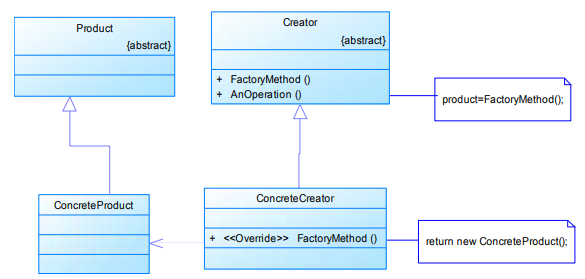 Product
{abstract}
Creator
{abstract}
+ FactoryMethod ()
+ AnOperation ()
product=FactoryMethod();
ConcreteProduct
ConcreteCreator
+ <<Override>> FactoryMethod ()
return new ConcreteProduct();